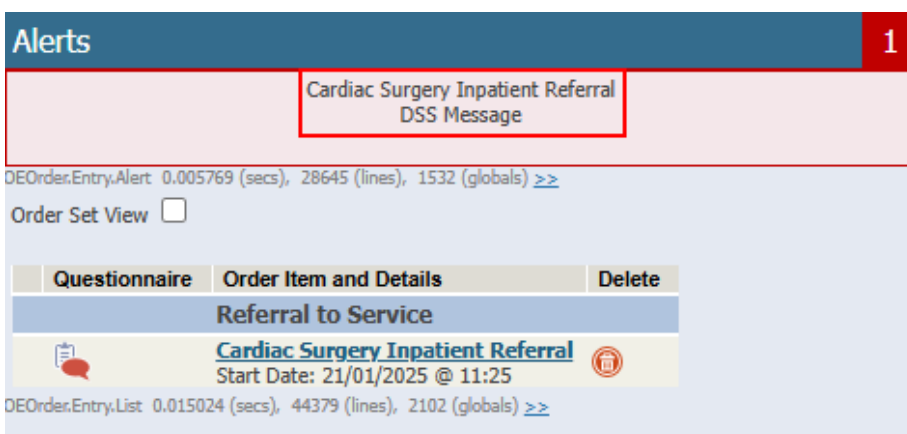 Alerts 1
Cardiac Surgery Inpatient Referral
DSS Message
OEOrder.Entry.Alert 0.005769 (secs), 28645 (lines), 1532 (globals) >>
Order Set View
Questionnaire Order Item and Details Delete
Referral to Service
Cardiac Surgery Inpatient Referral
Start Date: 21/01/2025 @ 11:25
OEOrder.Entry.List 0.015024 (secs), 44379 (lines), 2102 (globals) >>